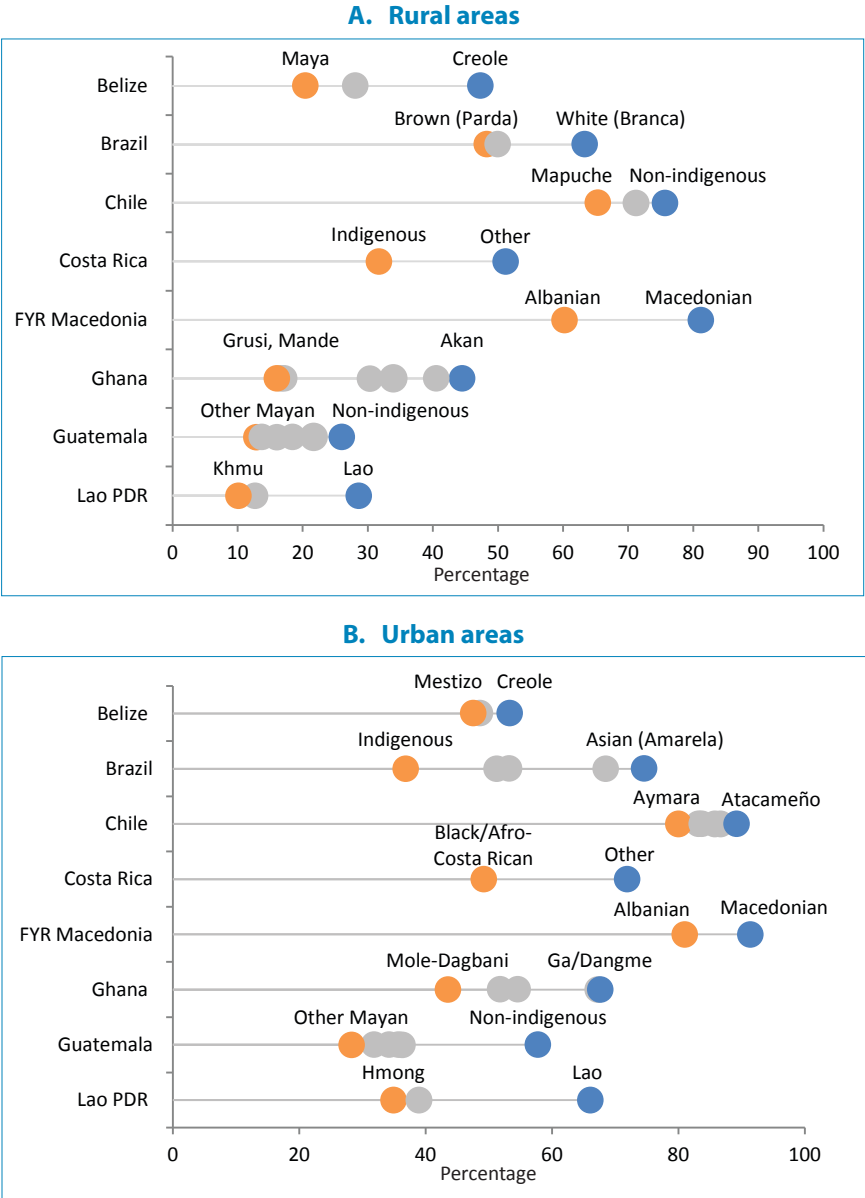 A. Rural areas
Maya Creole
Belize
Brown (Parda) White (Branca)
Brazil
Mapuche Non-indigenous
Chile
Indigenous Other
Costa Rica
Albanian Macedonian
FYR Macedonia
Grusi, Mande Akan
Ghana
Other Mayan Non-indigenous
Guatemala
Khmu Lao
Lao PDR
0 10 20 30 40 50 60 70 80 90 100
Percentage
B. Urban areas
Mestizo Creole
Belize
Indigenous Asian (Amarela)
Brazil
Aymara Atacameño
Chile
Black/Afro-
Costa Rican Other
Costa Rica
Albanian Macedonian
FYR Macedonia
Mole-Dagbani Ga/Dangme
Ghana
Other Mayan Non-indigenous
Guatemala
Hmong Lao
Lao PDR
0 20 40 60 80 100
Percentage